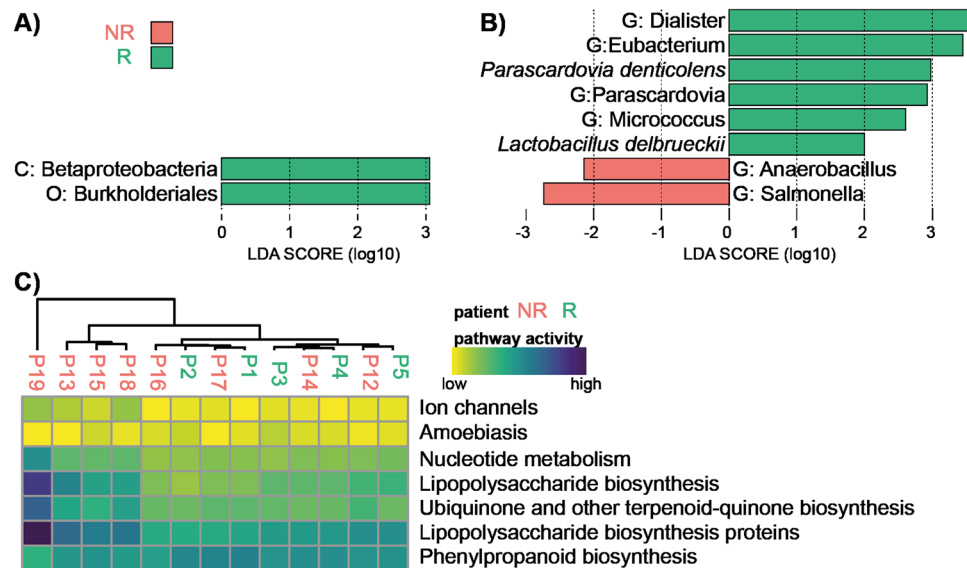 A)
NR
R
C: Betaproteobacteria
O: Burkholderiales
0 1 2 3
LDA SCORE (log10)
B)
G: Dialister
G:Eubacterium
Parascardovia denticolens
G:Parascardovia
G: Micrococcus
Lactobacillus delbrueckii
G: Anaerobacillus
G: Salmonella
-3 -2 -1 0 1 2 3
LDA SCORE (log10)
C)
patient NR R
pathway activity
low high
P19 P13 P15 P18 P16 P2 P17 P1 P3 P14 P4 P12 P5
Ion channels
Amoebiasis
Nucleotide metabolism
Lipopolysaccharide biosynthesis
Ubiquinone and other terpenoid-quinone biosynthesis
Lipopolysaccharide biosynthesis proteins
Phenylpropanoid biosynthesis